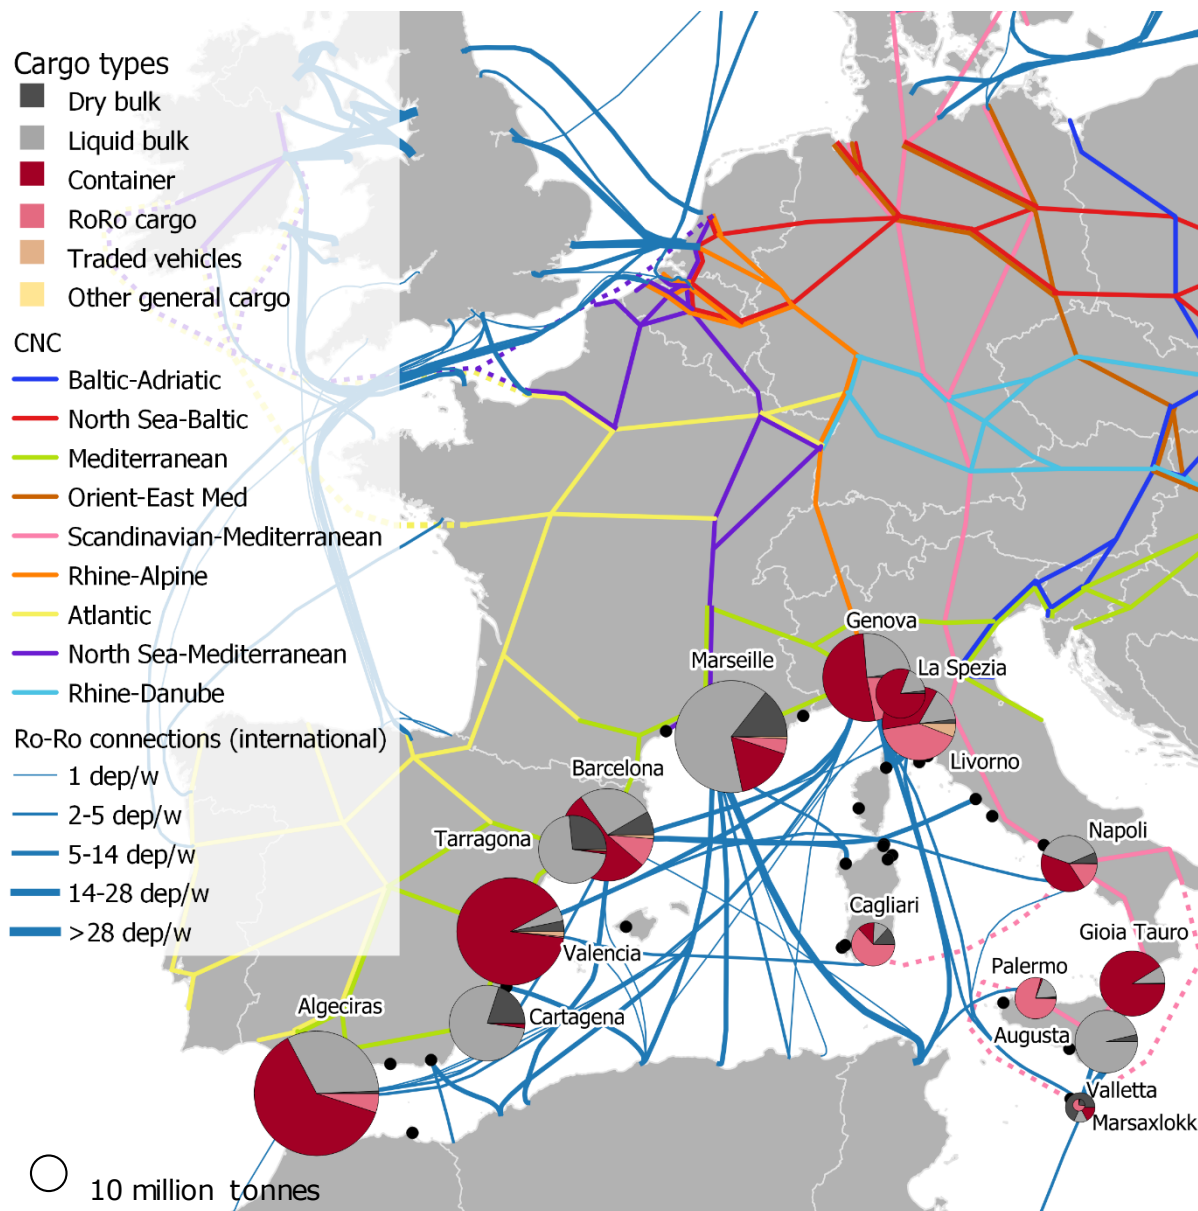 Cargo types
Dry bulk
Liquid bulk
Container
RoRo cargo
Traded vehicles
Other general cargo
CNC
Baltic-Adriatic
North Sea-Baltic
Mediterranean
Orient-East Med
Scandinavian-Mediterranean
Rhine-Alpine
Atlantic
North Sea-Mediterranean
Rhine-Danube
Ro-Ro connections (international)
1 dep/w
2-5 dep/w
5-14 dep/w
14-28 dep/w
>28 dep/w
10 million tonnes
Genova
Marseille
La Spezia
Livorno
Barcelona
Tarragona
Napoli
Cagliari
Gioia Tauro
Valencia
Palermo
Algeciras
Cartagena
Augusta
Valletta
Marsaxlokk